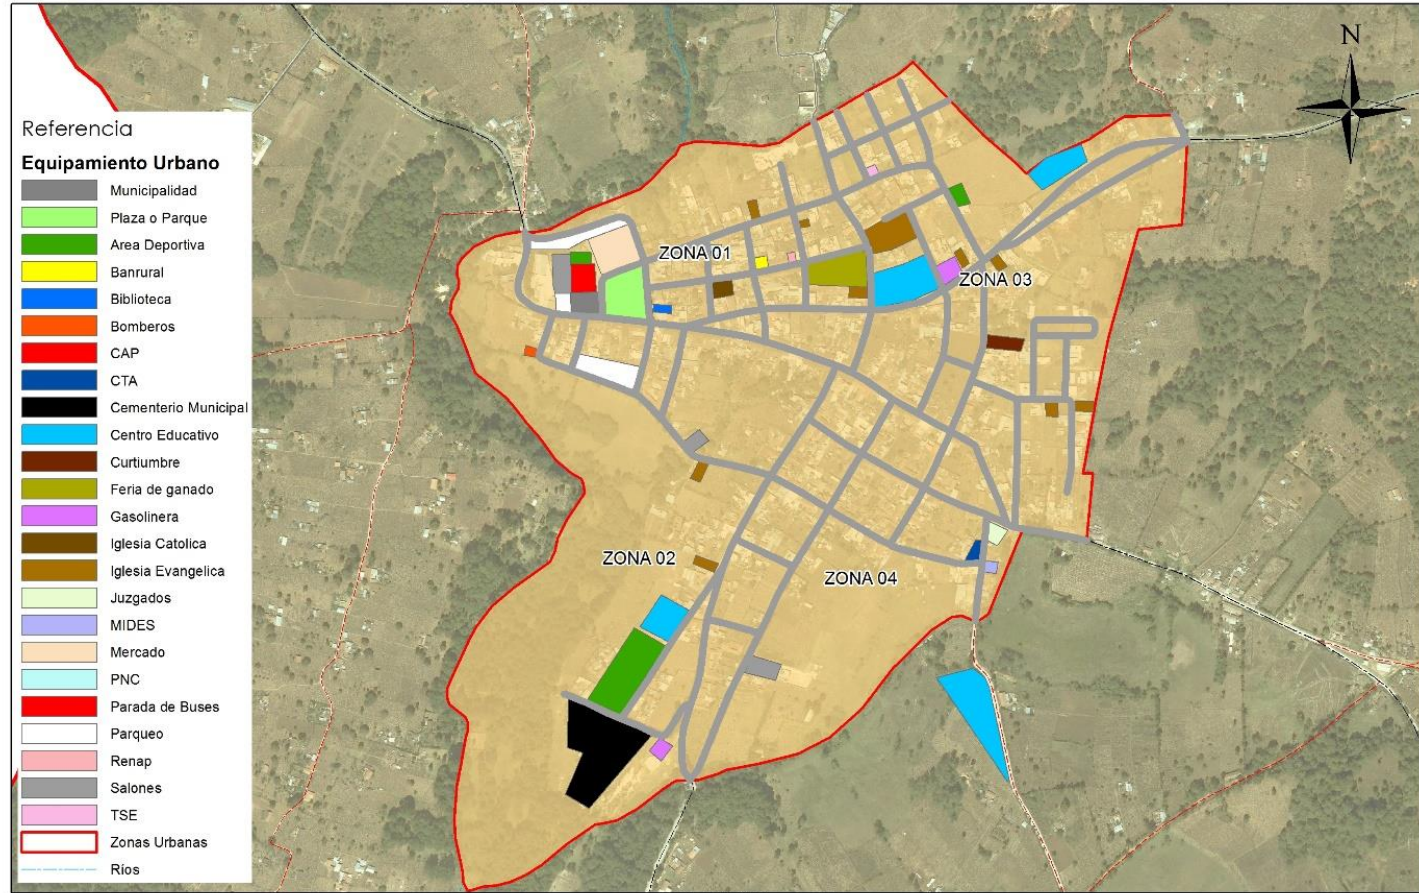 N
Referencia
Equipamiento Urbano
Municipalidad
Plaza o Parque
Area Deportiva
Banrural
Biblioteca
Bomberos
CAP
CTA
Cementerio Municipal
Centro Educativo
Curtiumbre
Feria de ganado
Gasolinera
Iglesia Catolica
Iglesia Evangelica
Juzgados
MIDES
Mercado
PNC
Parada de Buses
Parqueo
Renap
Salones
TSE
Zonas Urbanas
Ríos
ZONA 01
ZONA 03
ZONA 02
ZONA 04